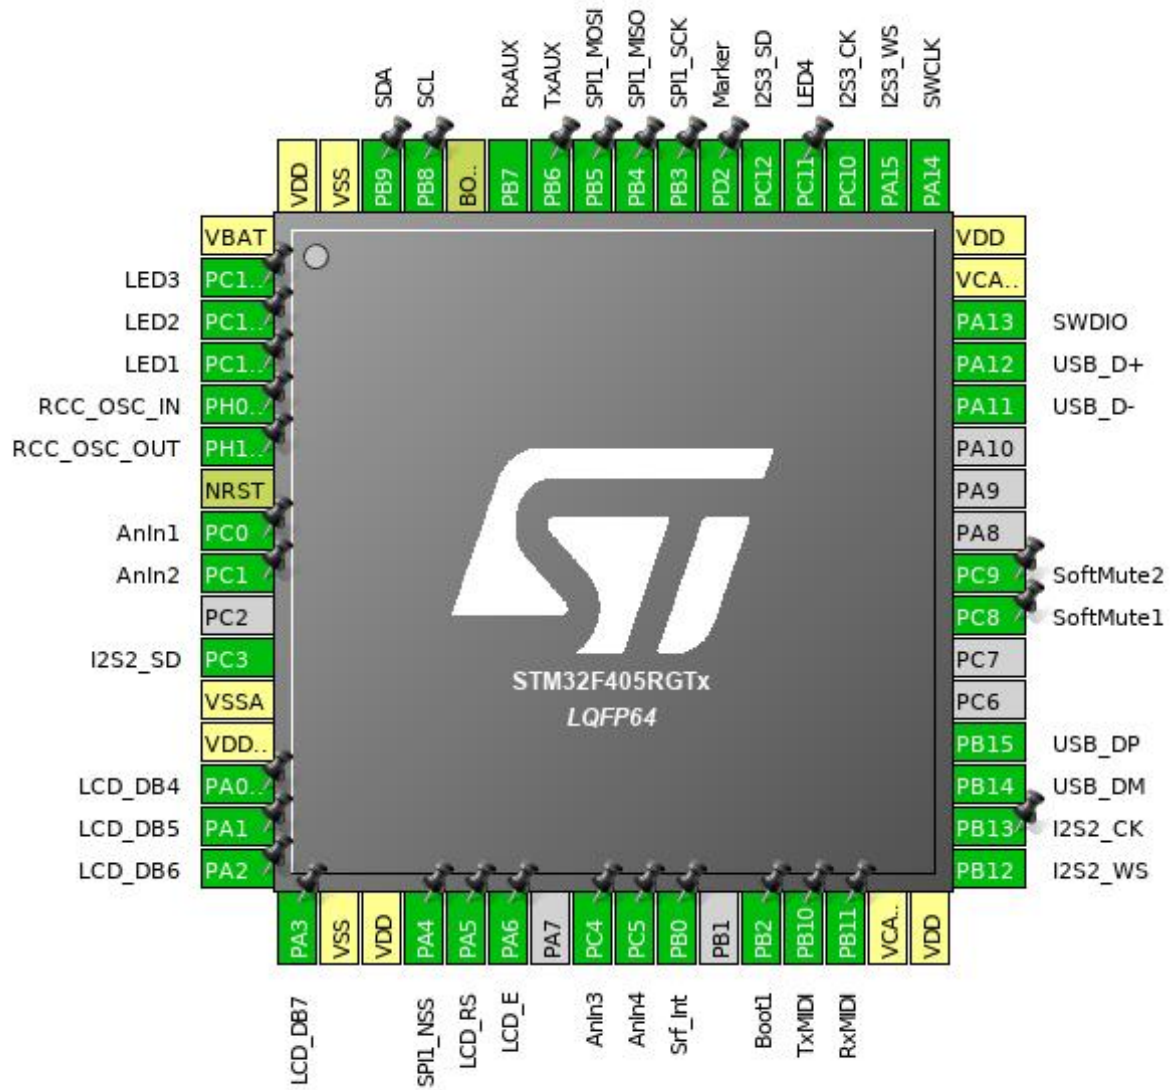 SDA
SCL
RxAUX
TxAUX
SPI1_MOSI
SPI1_MISO
SPI1_SCK
Marker
I2S3_SD
LED4
I2S3_CK
I2S3_WS
SWCLK
VDD
VSS
PB9
PB8
BO..
PB7
PB6
PB5
PB4
PB3
PD2
PC12
PC11
PC10
PA15
PA14
VBAT
LED3 PC1..
LED2 PC1..
LED1 PC1..
RCC_OSC_IN PH0..
RCC_OSC_OUT PH1..
NRST
AnIn1 PC0
AnIn2 PC1
PC2
I2S2_SD PC3
VSSA
VDD..
LCD_DB4 PA0..
LCD_DB5 PA1
LCD_DB6 PA2
ST
STM32F405RGTx
LQFP64
VDD
VCA..
PA13 SWDIO
PA12 USB_D+
PA11 USB_D-
PA10
PA9
PA8
PC9 SoftMute2
PC8 SoftMute1
PC7
PC6
PB15 USB_DP
PB14 USB_DM
PB13 I2S2_CK
PB12 I2S2_WS
PA3
VSS
VDD
PA4
PA5
PA6
PA7
PC4
PC5
PB0
PB1
PB2
PB10
PB11
VCA..
VDD
LCD_DB7
SPI1_NSS
LCD_RS
LCD_E
AnIn3
AnIn4
Srf_Int
Boot1
TxMIDI
RxMIDI